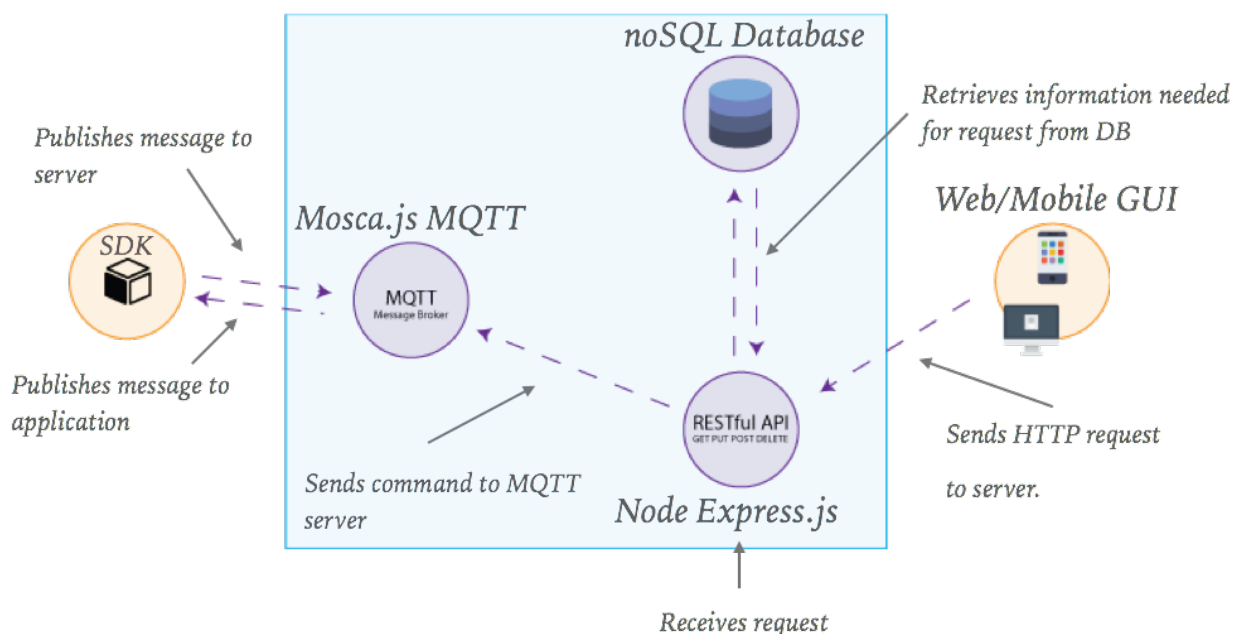 noSQL Database
Retrieves information needed
for request from DB
Publishes message to
server
Web/Mobile GUI
Mosca.js MQTT
SDK
MQTT
Message Broker
Publishes message to
application
RESTful API
GET PUT POST DELETE
Sends HTTP request
to server.
Sends command to MQTT
server
Node Express.js
Receives request